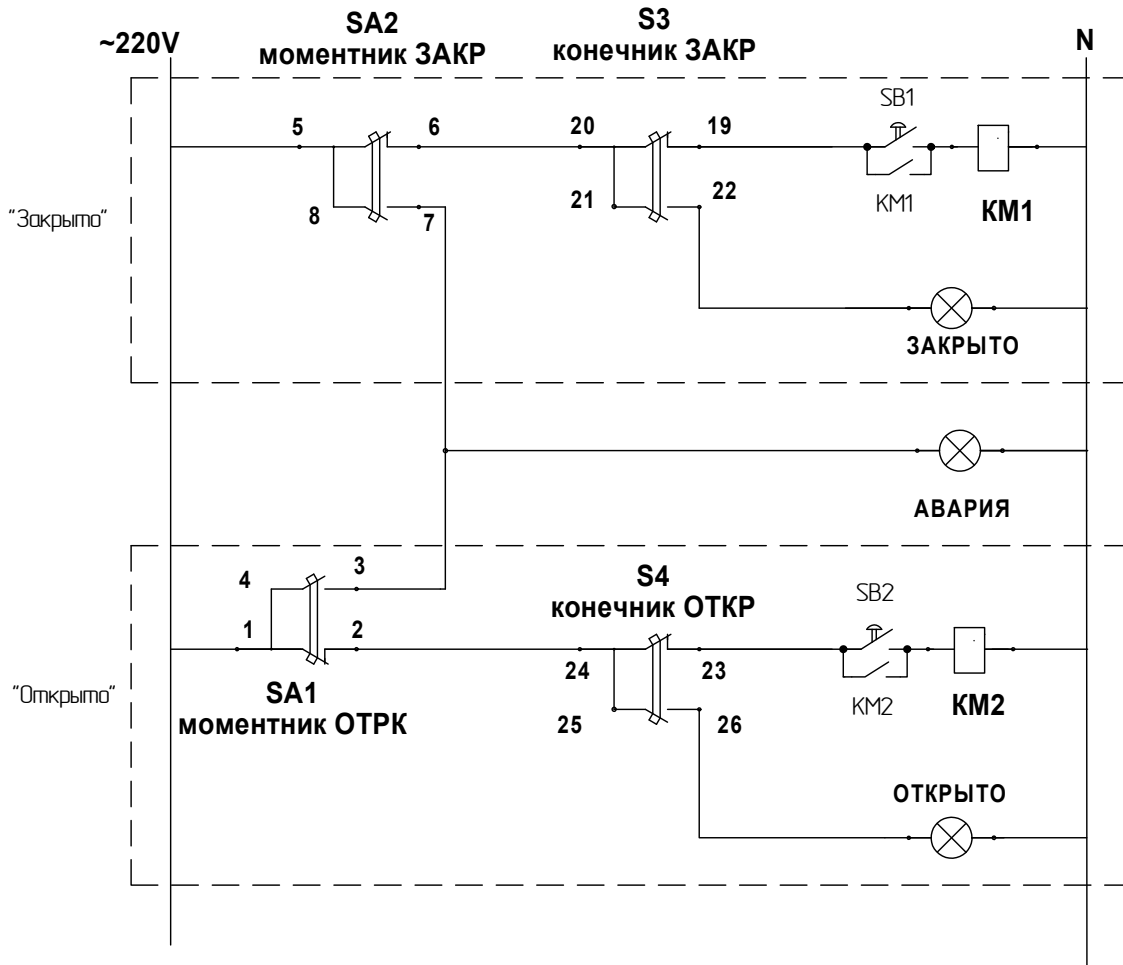 SA2
S3
~220V
моментник ЗАКР
конечник ЗАКР
N
SB1
5
6
20
19
"Закрыто"
8
7
21
22
KM1
КМ1
ЗАКРЫТО
АВАРИЯ
4
3
S4
конечник ОТКР
SB2
1
2
24
23
"Открыто"
SA1
моментник ОТРК
25
26
KM2
КМ2
ОТКРЫТО